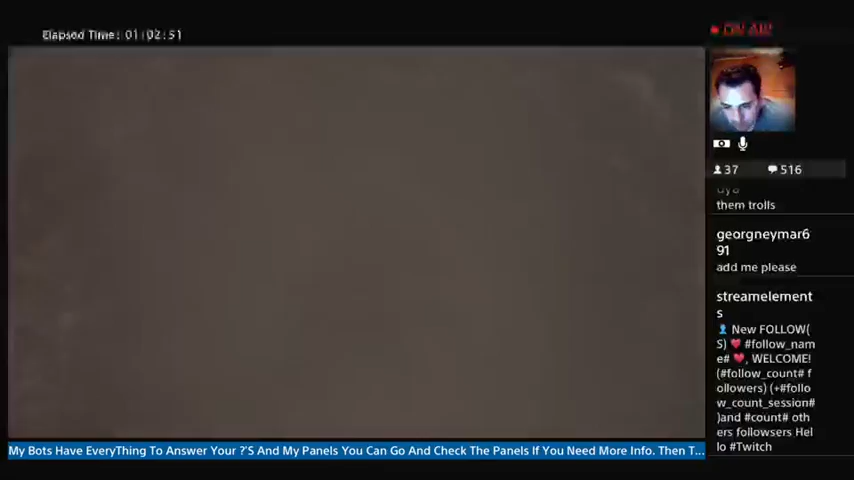 Elapsed Time: 01:02:51
ON AIR
37 516
them trolls
georgneymar6
91
add me please
streamelement
s
👤 New FOLLOW(
S) ❤️ #follow_nam
e# ❤️, WELCOME!
(#follow_count# f
ollowers) (+#follo
w_count_session#
)and #count# oth
ers followsers Hel
lo #Twitch
My Bots Have EveryThing To Answer Your ?'S And My Panels You Can Go And Check The Panels If You Need More Info. Then T...